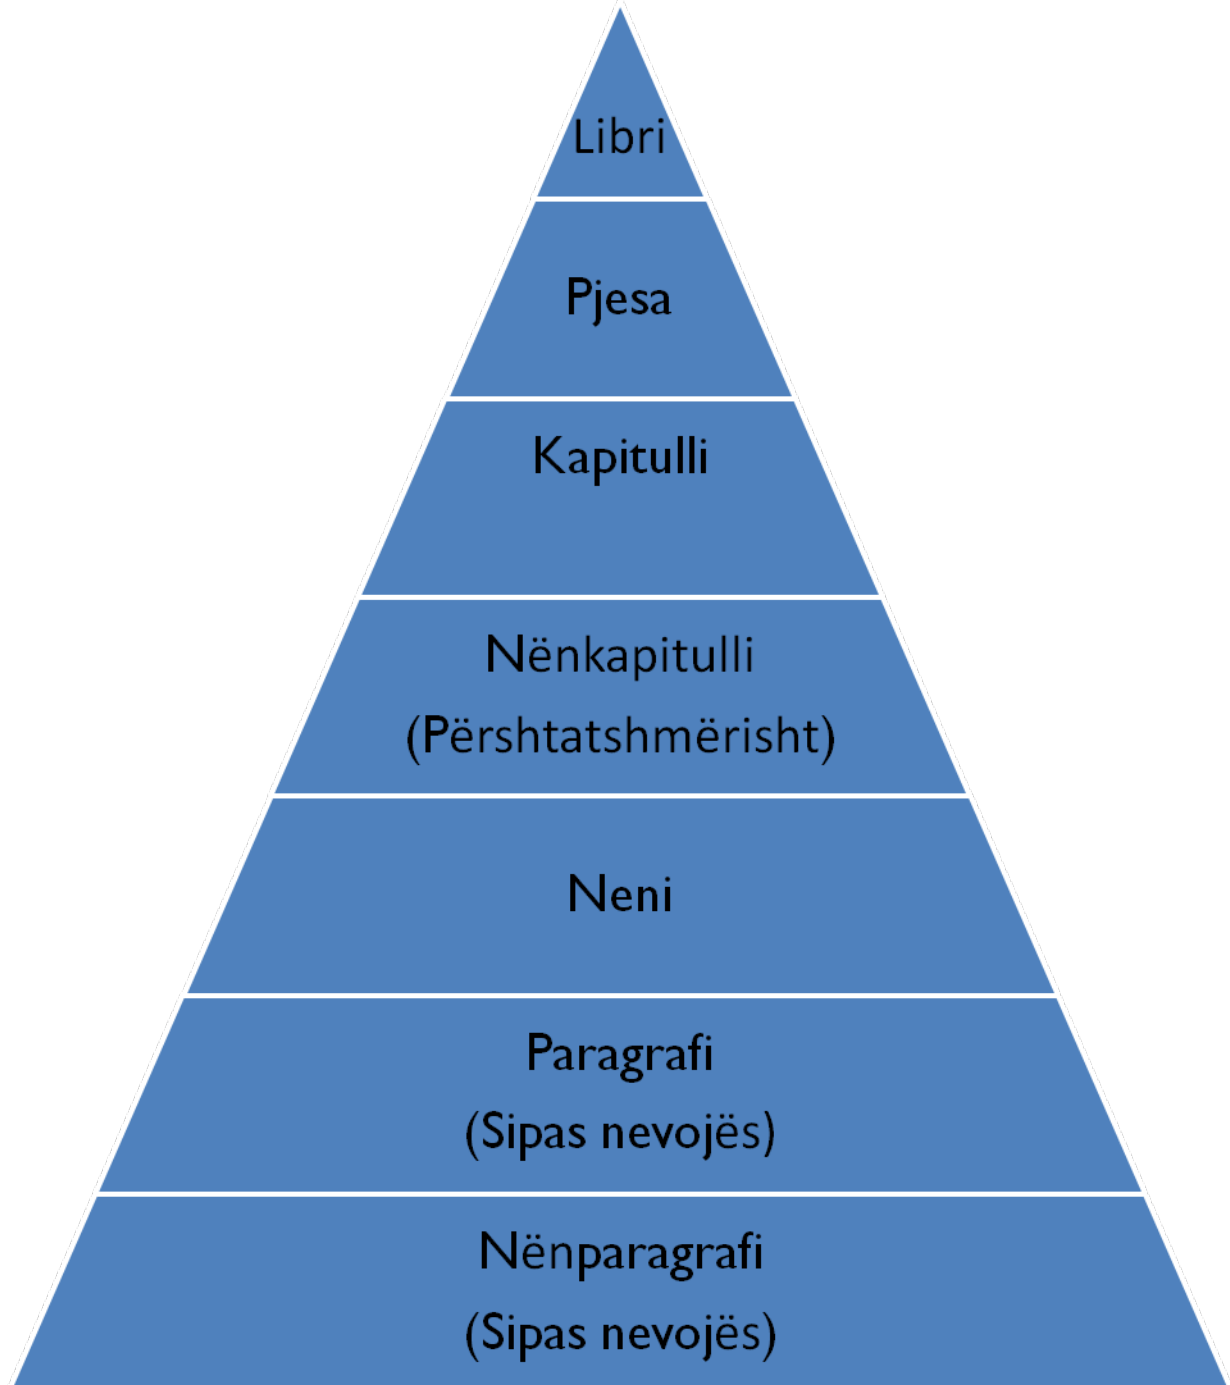 Libri
Pjesa
Kapitulli
Nënkapitulli
(Përshtatshmërisht)
Neni
Paragrafi
(Sipas nevojës)
Nënparagrafi
(Sipas nevojës)